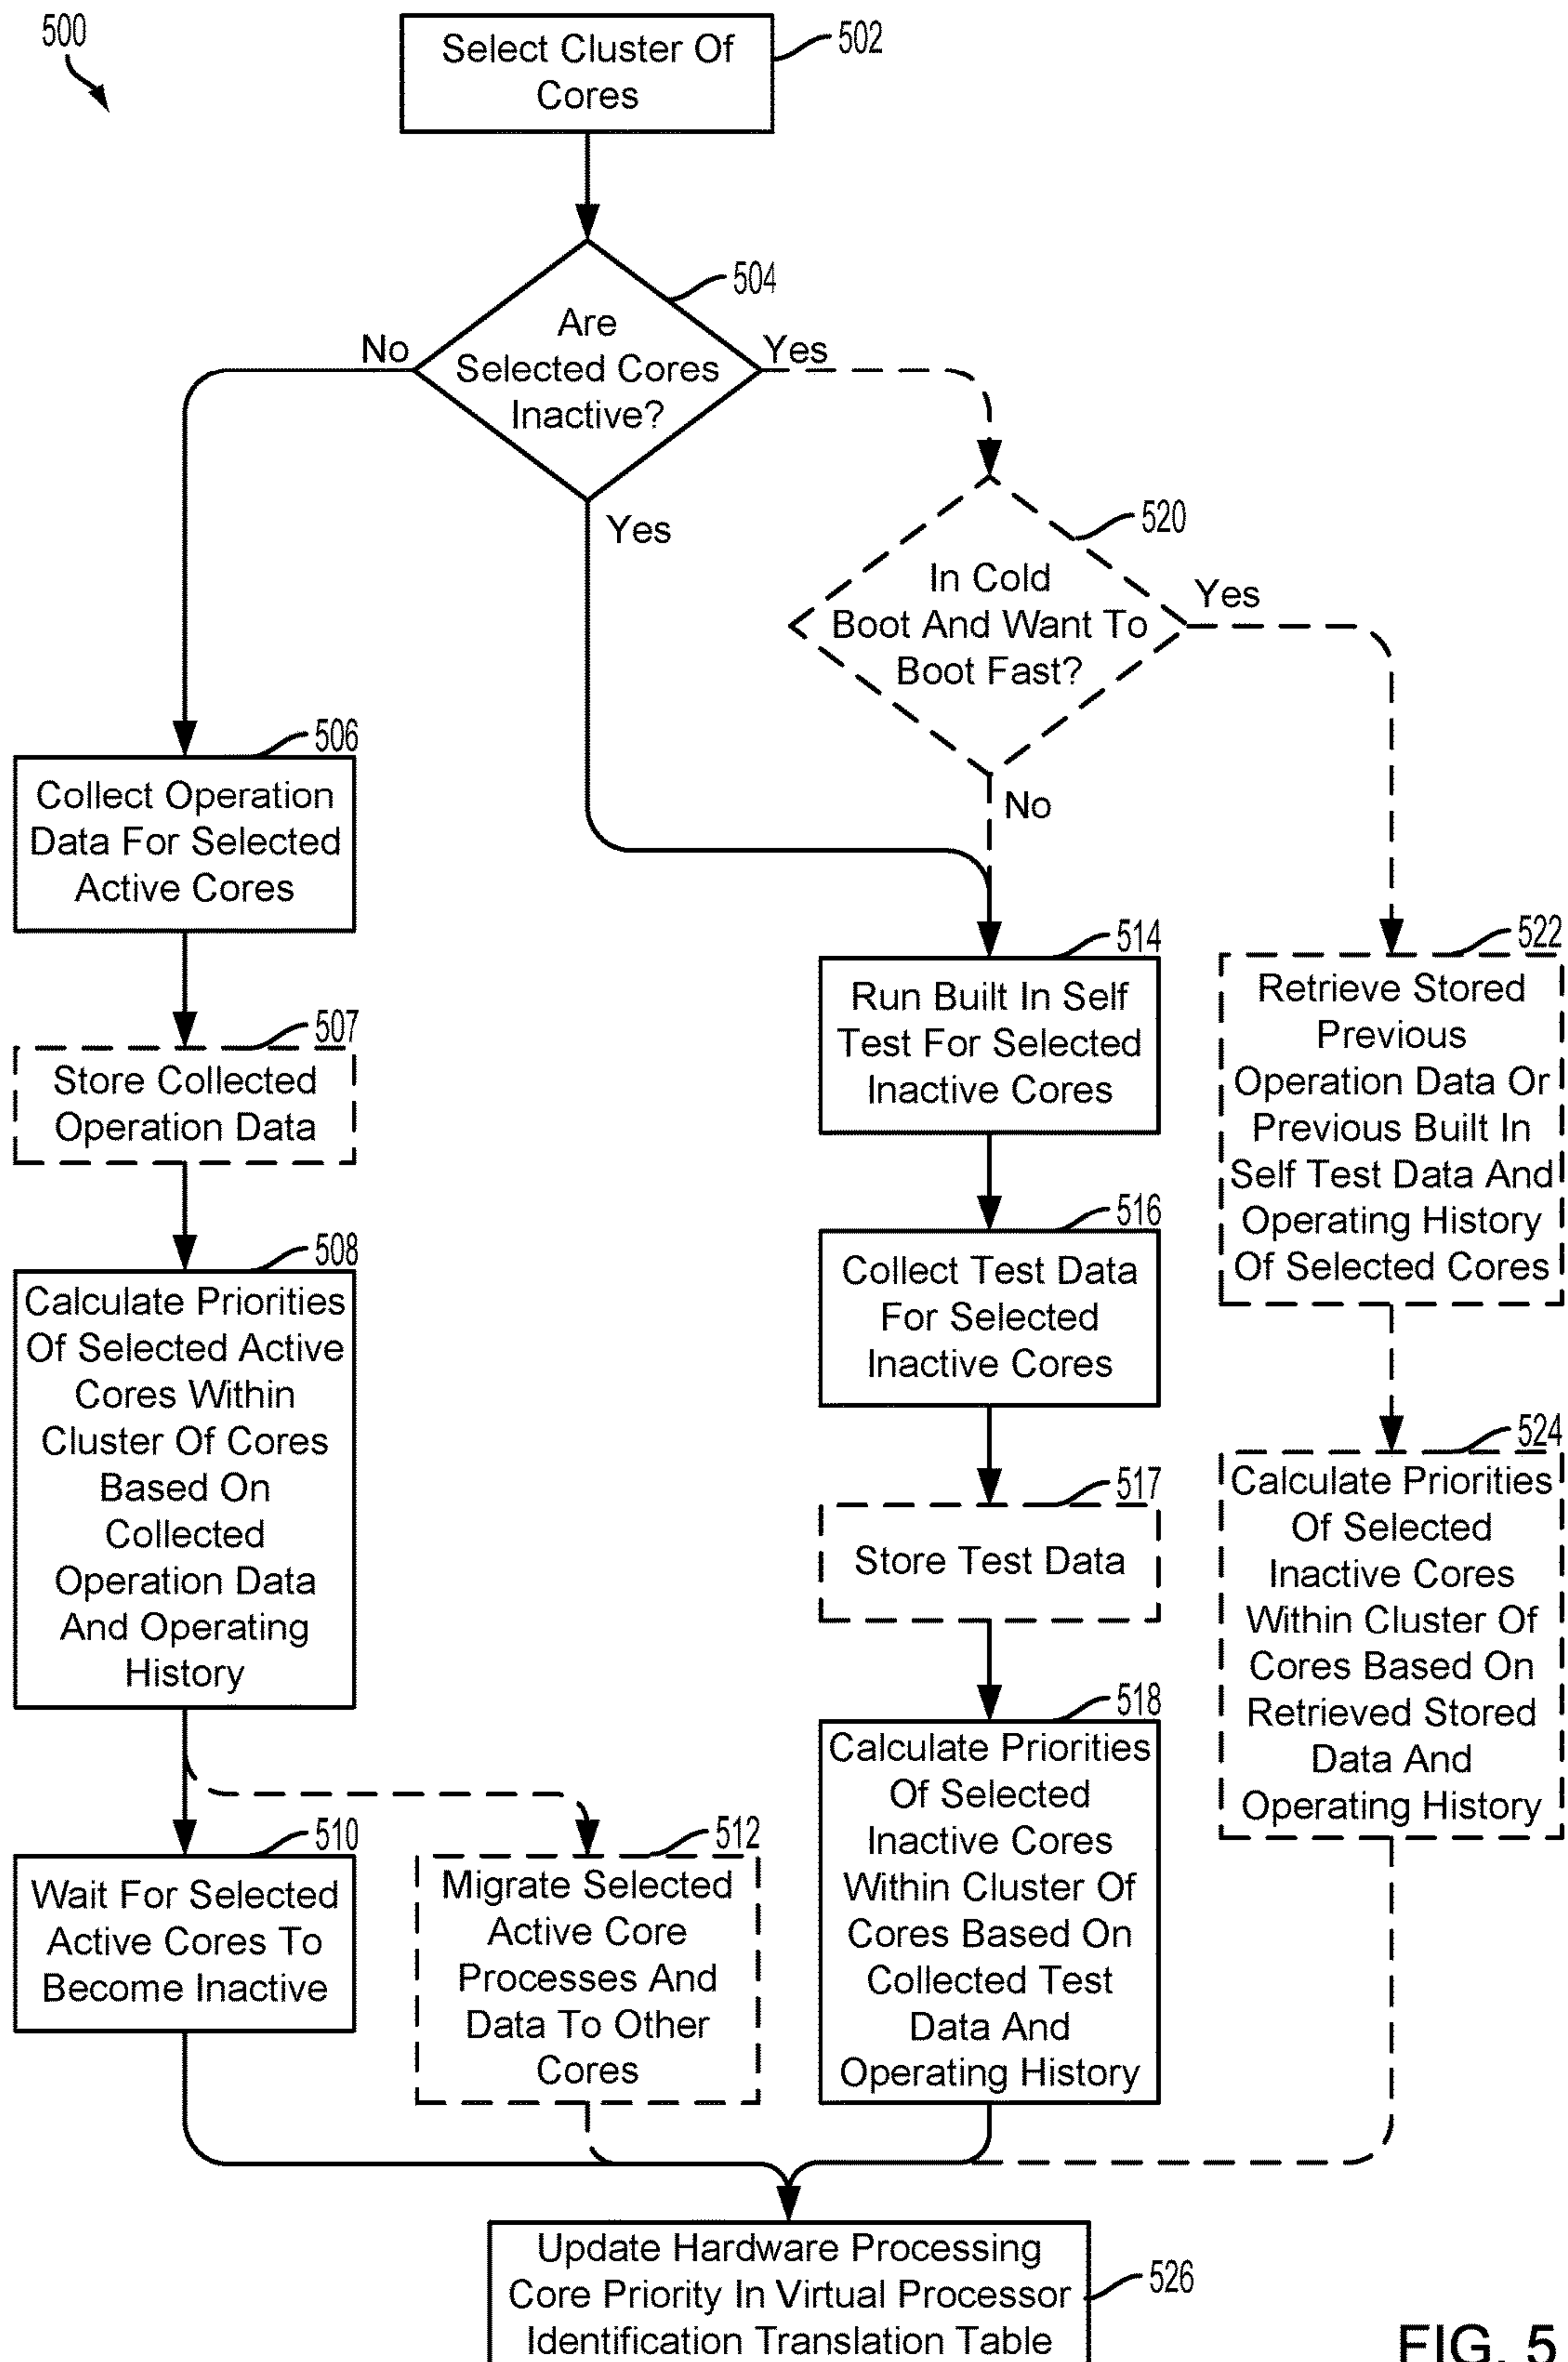 500
Select Cluster Of
Cores
502
Are
Selected Cores
Inactive?
504
No
Yes
Yes
In Cold
Boot And Want To
Boot Fast?
520
Yes
No
506
Collect Operation
Data For Selected
Active Cores
507
Store Collected
Operation Data
508
Calculate Priorities
Of Selected Active
Cores Within
Cluster Of Cores
Based On
Collected
Operation Data
And Operating
History
510
Wait For Selected
Active Cores To
Become Inactive
512
Migrate Selected
Active Core
Processes And
Data To Other
Cores
514
Run Built In Self
Test For Selected
Inactive Cores
516
Collect Test Data
For Selected
Inactive Cores
517
Store Test Data
518
Calculate Priorities
Of Selected
Inactive Cores
Within Cluster Of
Cores Based On
Collected Test
Data And
Operating History
522
Retrieve Stored
Previous
Operation Data Or
Previous Built In
Self Test Data And
Operating History
Of Selected Cores
524
Calculate Priorities
Of Selected
Inactive Cores
Within Cluster Of
Cores Based On
Retrieved Stored
Data And
Operating History
Update Hardware Processing
Core Priority In Virtual Processor
Identification Translation Table
526
FIG. 5